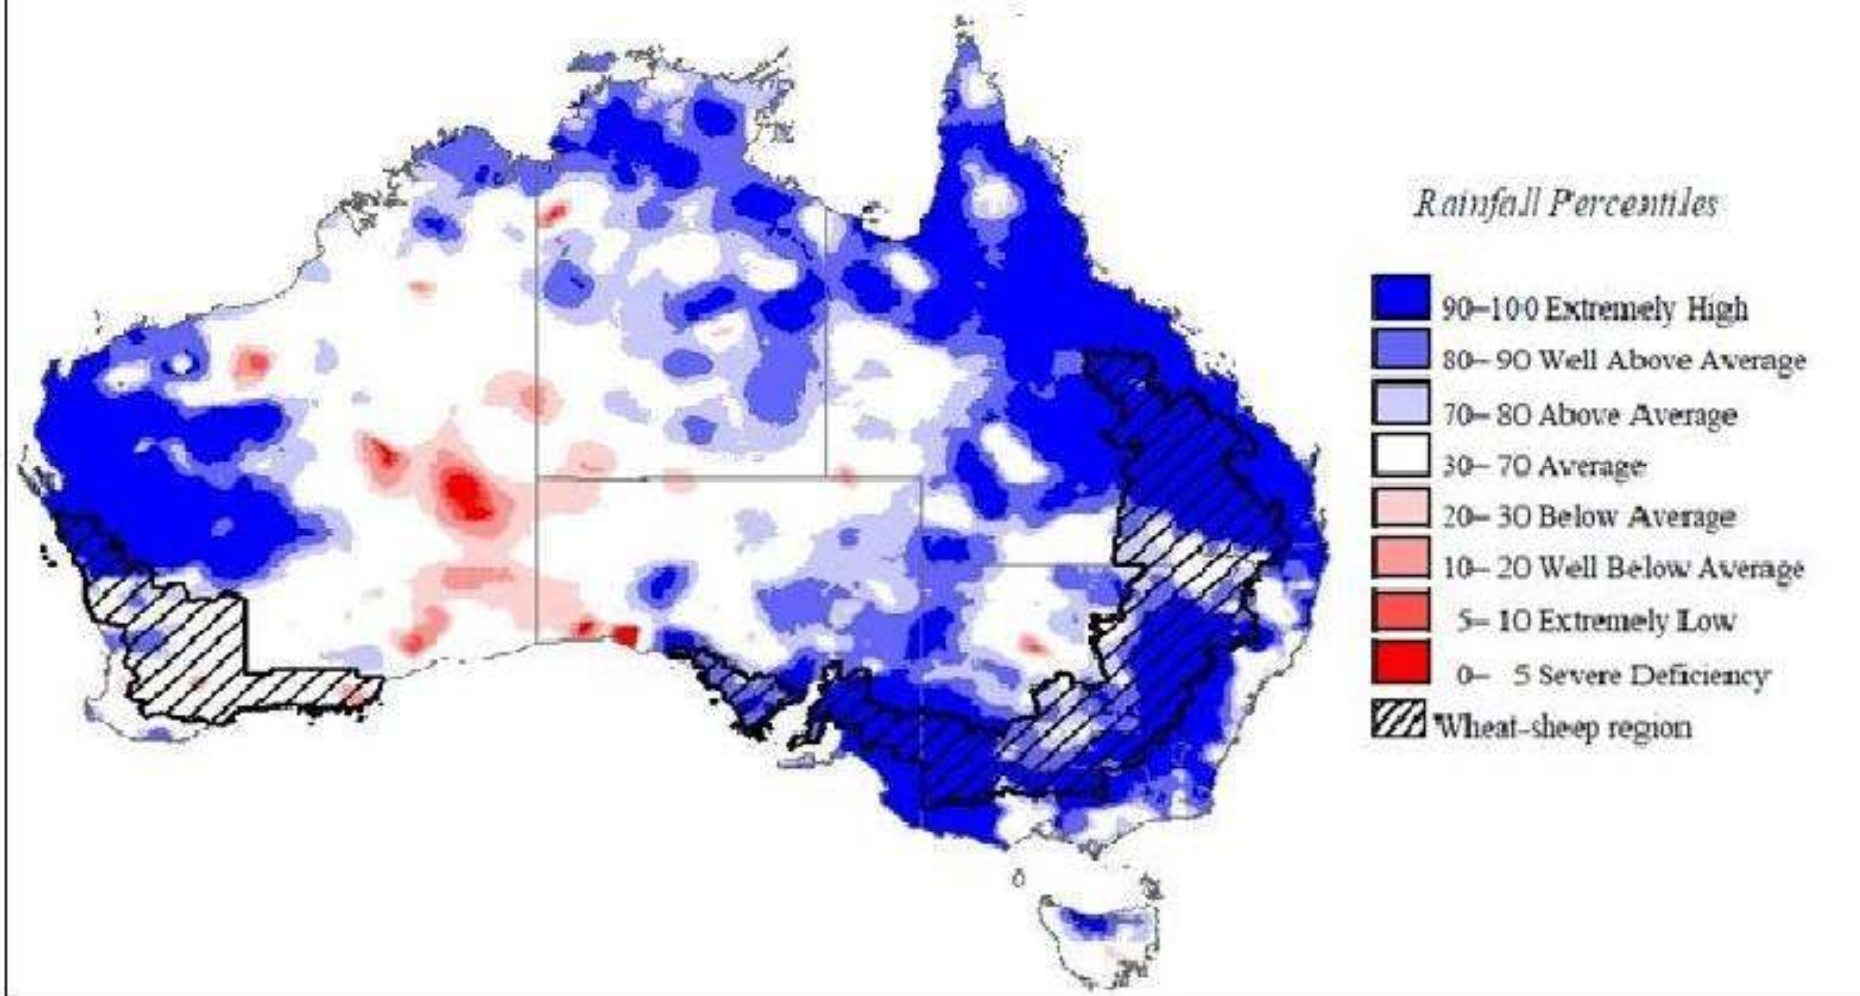 Rainfall Percentiles
90–100 Extremely High
80– 90 Well Above Average
70– 80 Above Average
30– 70 Average
20– 30 Below Average
10– 20 Well Below Average
5– 10 Extremely Low
0– 5 Severe Deficiency
Wheat–sheep region